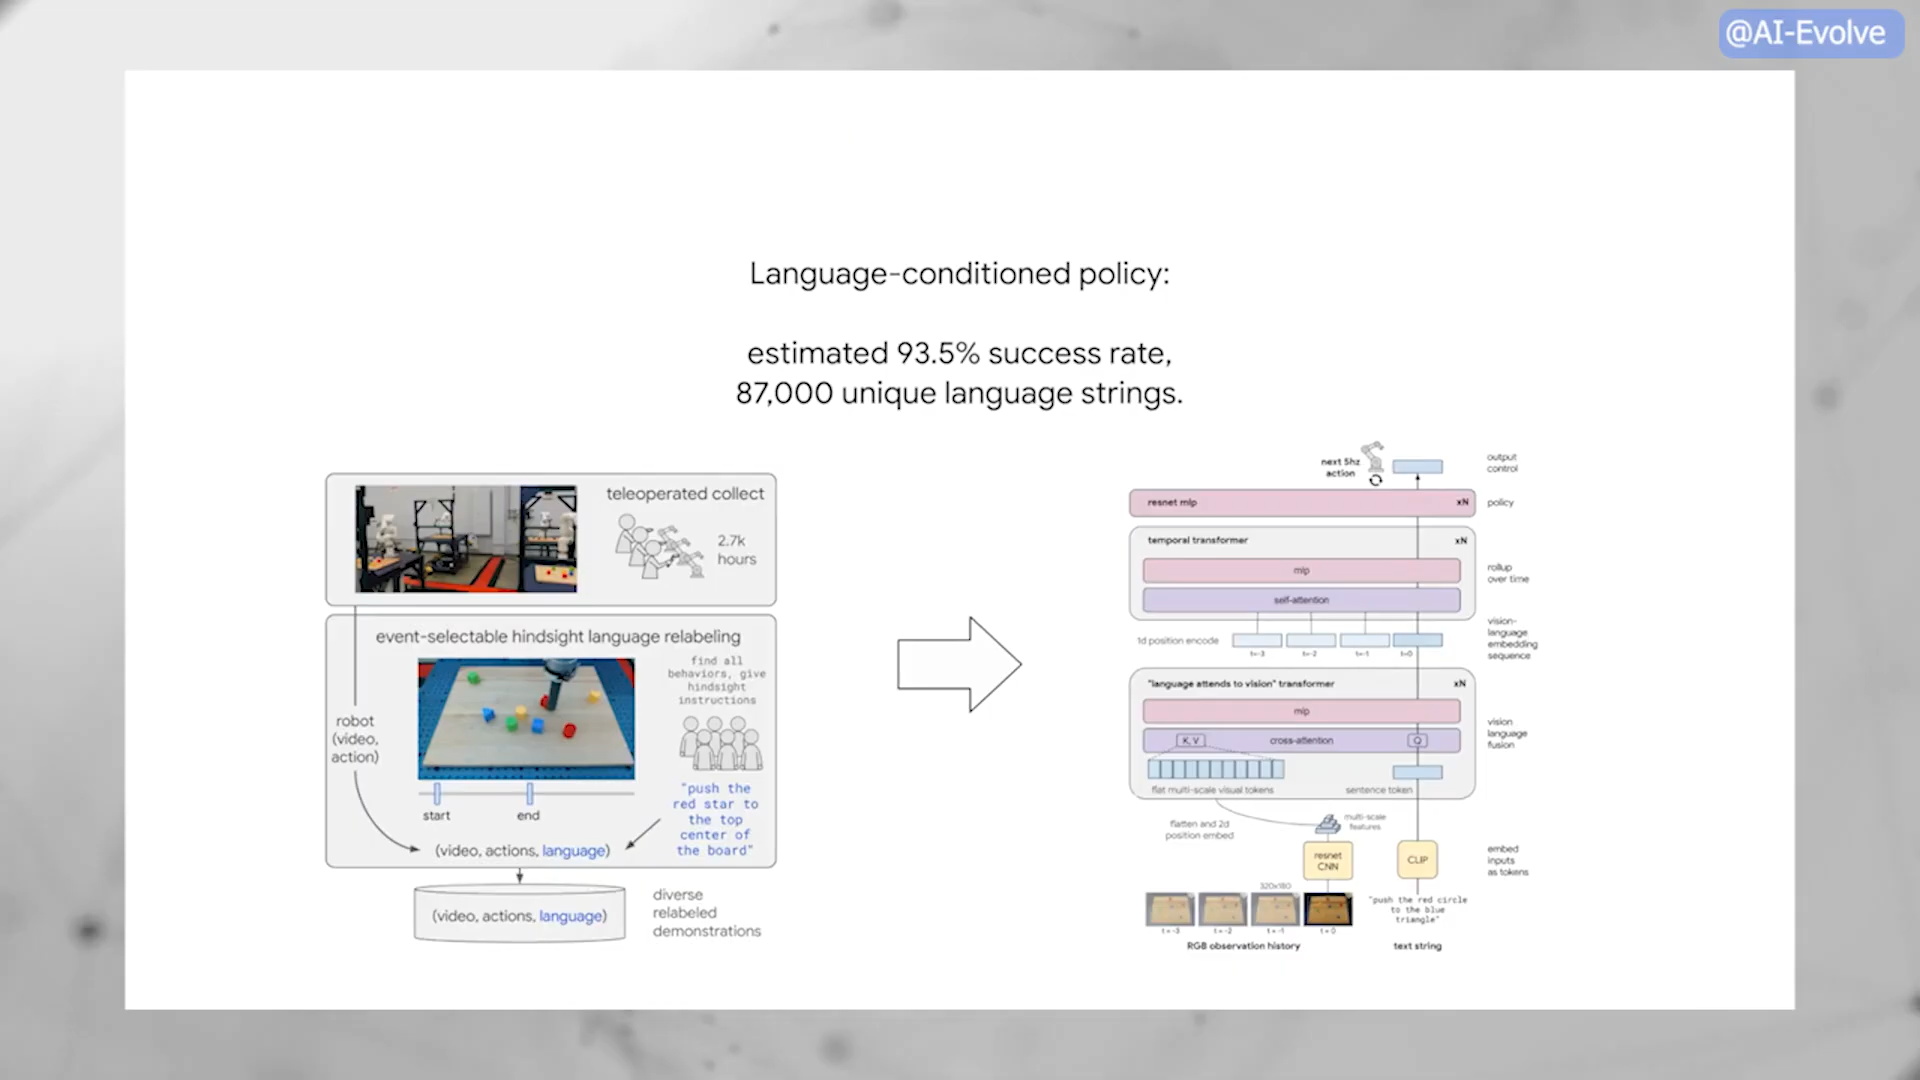 @AI-Evolve
Language-conditioned policy:
estimated 93.5% success rate,
87,000 unique language strings.
teleoperated collect
2.7k
hours
event-selectable hindsight language relabeling
find all
behaviors, give
hindsight
instructions
robot
(video,
action)
start
end
"push the
red star to
the top
center of
the board"
(video, actions, language)
(video, actions, language)
diverse
relabeled
demonstrations
next 5hz
action
output
control
resnet mlp
xN
policy
temporal transformer
xN
mlp
self-attention
rollup
over time
1d position encode
t=-3
t=-2
t=-1
t=0
vision-
language
embedding
sequence
"language attends to vision" transformer
xN
mlp
K, V
cross-attention
Q
vision
language
fusion
flat multi-scale visual tokens
sentence token
flatten and 2d
position embed
multi-scale
features
resnet
CNN
CLIP
embed
inputs
as tokens
320x180
t=-3
t=-2
t=-1
t=0
RGB observation history
"push the red circle
to the blue
triangle"
text string